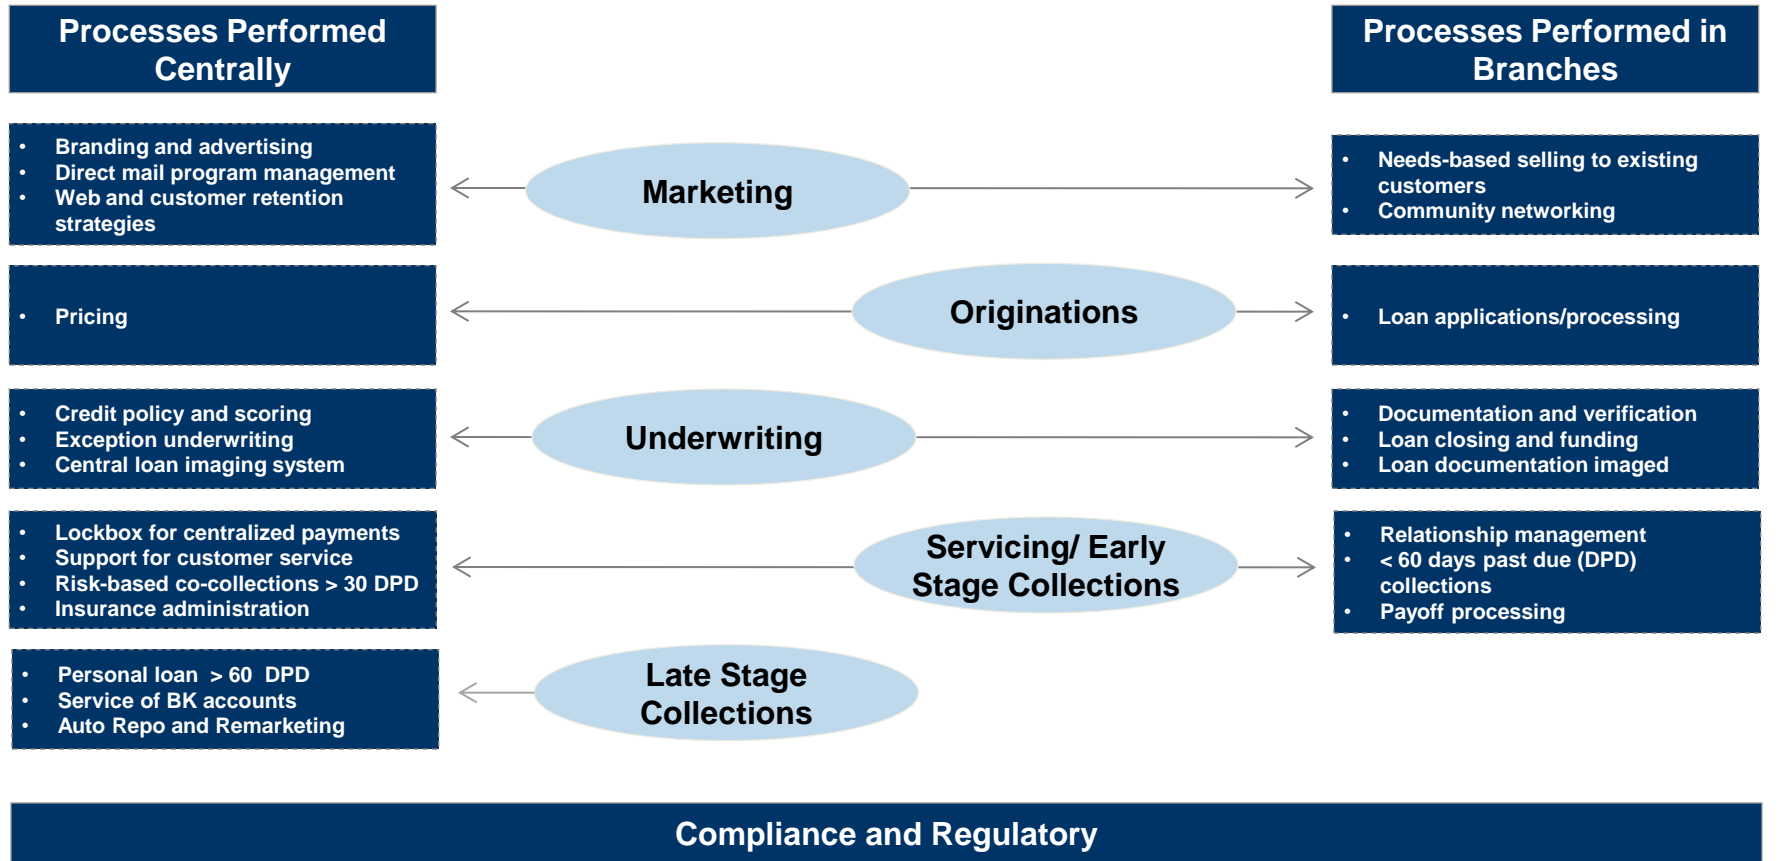 Processes Performed
Centrally
Processes Performed in
Branches
• Branding and advertising
• Direct mail program management
• Web and customer retention
strategies
Marketing
• Needs-based selling to existing
customers
• Community networking
• Pricing
Originations
• Loan applications/processing
• Credit policy and scoring
• Exception underwriting
• Central loan imaging system
Underwriting
• Documentation and verification
• Loan closing and funding
• Loan documentation imaged
• Lockbox for centralized payments
• Support for customer service
• Risk-based co-collections > 30 DPD
• Insurance administration
Servicing/ Early
Stage Collections
• Relationship management
• < 60 days past due (DPD)
collections
• Payoff processing
• Personal loan > 60 DPD
• Service of BK accounts
• Auto Repo and Remarketing
Late Stage
Collections
Compliance and Regulatory